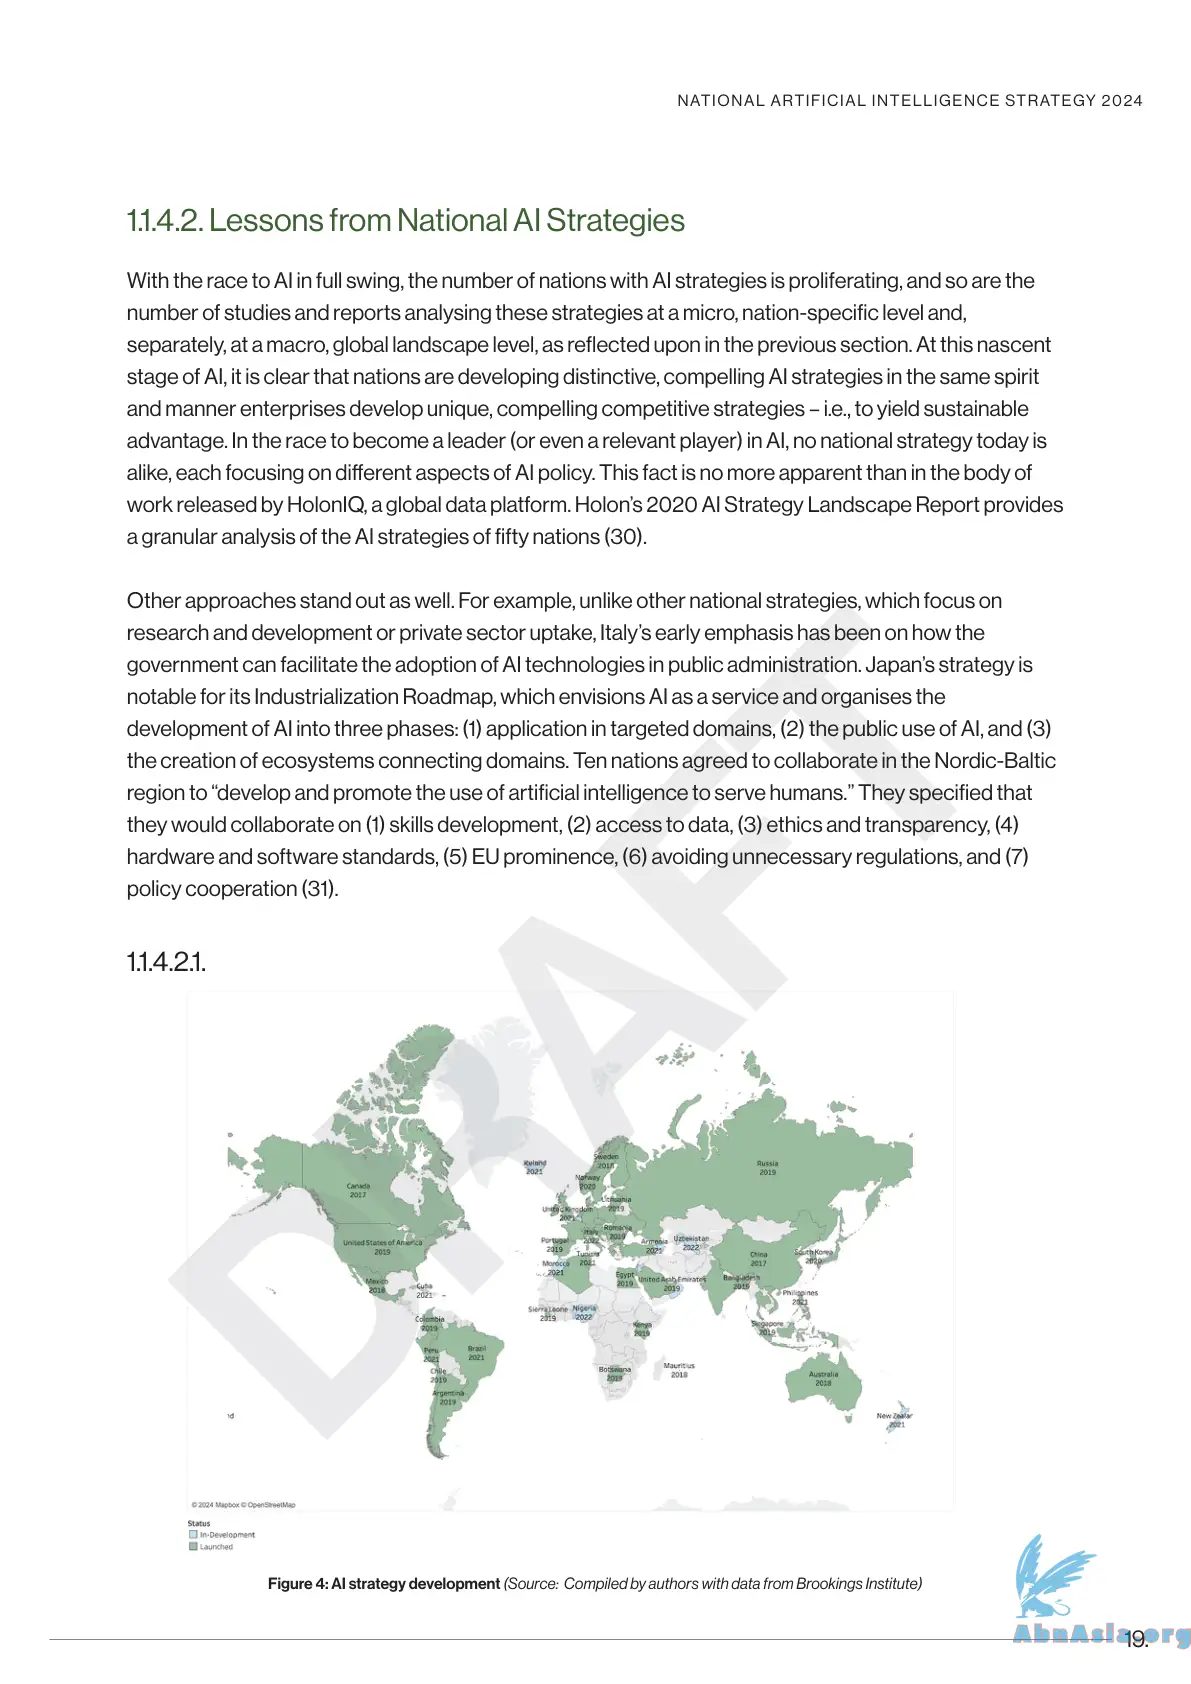 NATIONAL ARTIFICIAL INTELLIGENCE STRATEGY 2024
1.1.4.2. Lessons from National AI Strategies
With the race to AI in full swing, the number of nations with AI strategies is proliferating, and so are the
number of studies and reports analysing these strategies at a micro, nation-specific level and,
separately, at a macro, global landscape level, as reflected upon in the previous section. At this nascent
stage of AI, it is clear that nations are developing distinctive, compelling AI strategies in the same spirit
and manner enterprises develop unique, compelling competitive strategies – i.e., to yield sustainable
advantage. In the race to become a leader (or even a relevant player) in AI, no national strategy today is
alike, each focusing on different aspects of AI policy. This fact is no more apparent than in the body of
work released by HolonIQ, a global data platform. Holon’s 2020 AI Strategy Landscape Report provides
a granular analysis of the AI strategies of fifty nations (30).
Other approaches stand out as well. For example, unlike other national strategies, which focus on
research and development or private sector uptake, Italy’s early emphasis has been on how the
government can facilitate the adoption of AI technologies in public administration. Japan’s strategy is
notable for its Industrialization Roadmap, which envisions AI as a service and organises the
development of AI into three phases: (1) application in targeted domains, (2) the public use of AI, and (3)
the creation of ecosystems connecting domains. Ten nations agreed to collaborate in the Nordic-Baltic
region to “develop and promote the use of artificial intelligence to serve humans.” They specified that
they would collaborate on (1) skills development, (2) access to data, (3) ethics and transparency, (4)
hardware and software standards, (5) EU prominence, (6) avoiding unnecessary regulations, and (7)
policy cooperation (31).
DRAFT
1.1.4.2.1.
Canada
2017
United States of America
2019
Mexico
2018
Cuba
2021
Colombia
2019
Peru
2021
Brazil
2021
Chile
2019
Argentina
2019
2021
Sweden
2018
Norway
2020
Lithuania
2019
United Kingdom
2021
Italy
2022
Romania
2019
Portugal
2019
Tunisia
2021
Morocco
2021
Armenia
2021
Uzbekistan
2022
Russia
2019
China
2017
South Korea
2020
Egypt
2019
United Arab Emirates
2019
Bangladesh
2019
Philippines
2021
Singapore
2019
Sierra Leone
2019
Nigeria
2022
Kenya
2019
Botswana
Mauritius
2018
Australia
2018
New Zealan
2021
© 2024 Mapbox © OpenStreetMap
Status
In-Development
Launched
Figure 4: AI strategy development (Source: Compiled by authors with data from Brookings Institute)
AbnAsia.org
19.